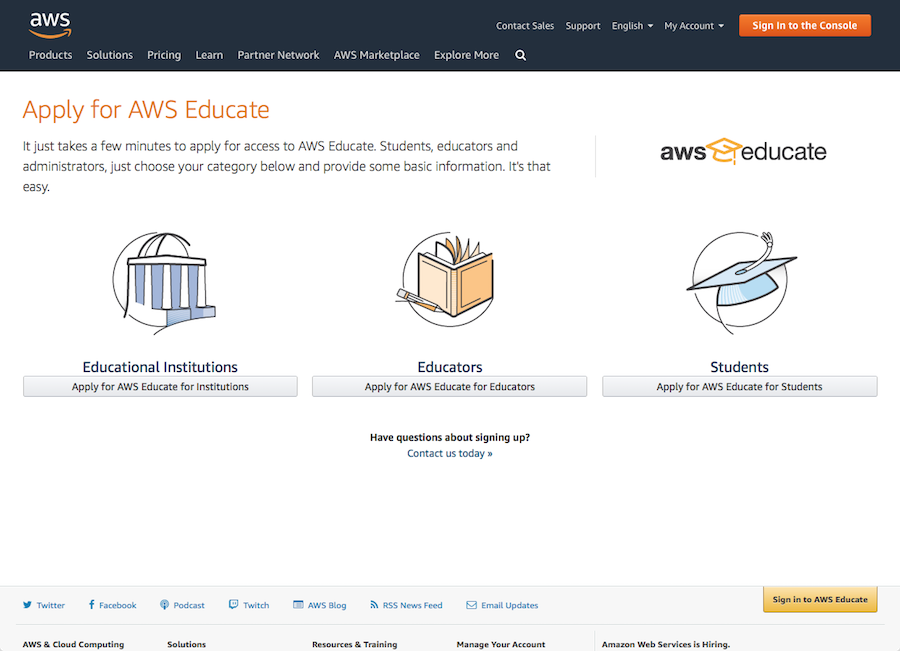 aws
Contact Sales Support English My Account Sign In to the Console
Products Solutions Pricing Learn Partner Network AWS Marketplace Explore More
Apply for AWS Educate
It just takes a few minutes to apply for access to AWS Educate. Students, educators and
administrators, just choose your category below and provide some basic information. It's that
easy.
aws educate
Educational Institutions
Apply for AWS Educate for Institutions
Educators
Apply for AWS Educate for Educators
Students
Apply for AWS Educate for Students
Have questions about signing up?
Contact us today »
Twitter Facebook Podcast Twitch AWS Blog RSS News Feed Email Updates
Sign in to AWS Educate
AWS & Cloud Computing Solutions Resources & Training Manage Your Account Amazon Web Services is Hiring.